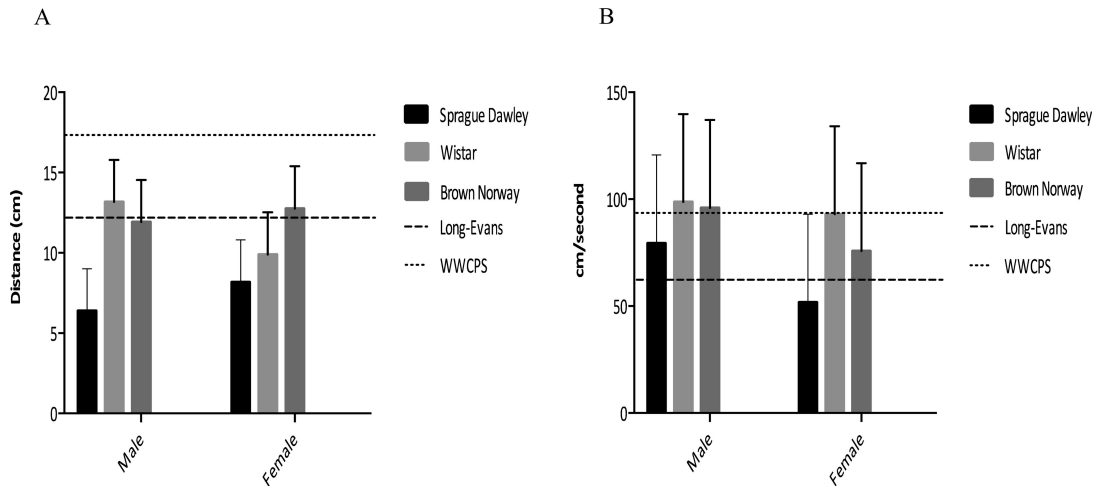 A
Distance (cm)
20
15
10
5
0
Male
Female
Sprague Dawley
Wistar
Brown Norway
Long-Evans
WWCPS
B
cm/second
150
100
50
0
Male
Female
Sprague Dawley
Wistar
Brown Norway
Long-Evans
WWCPS